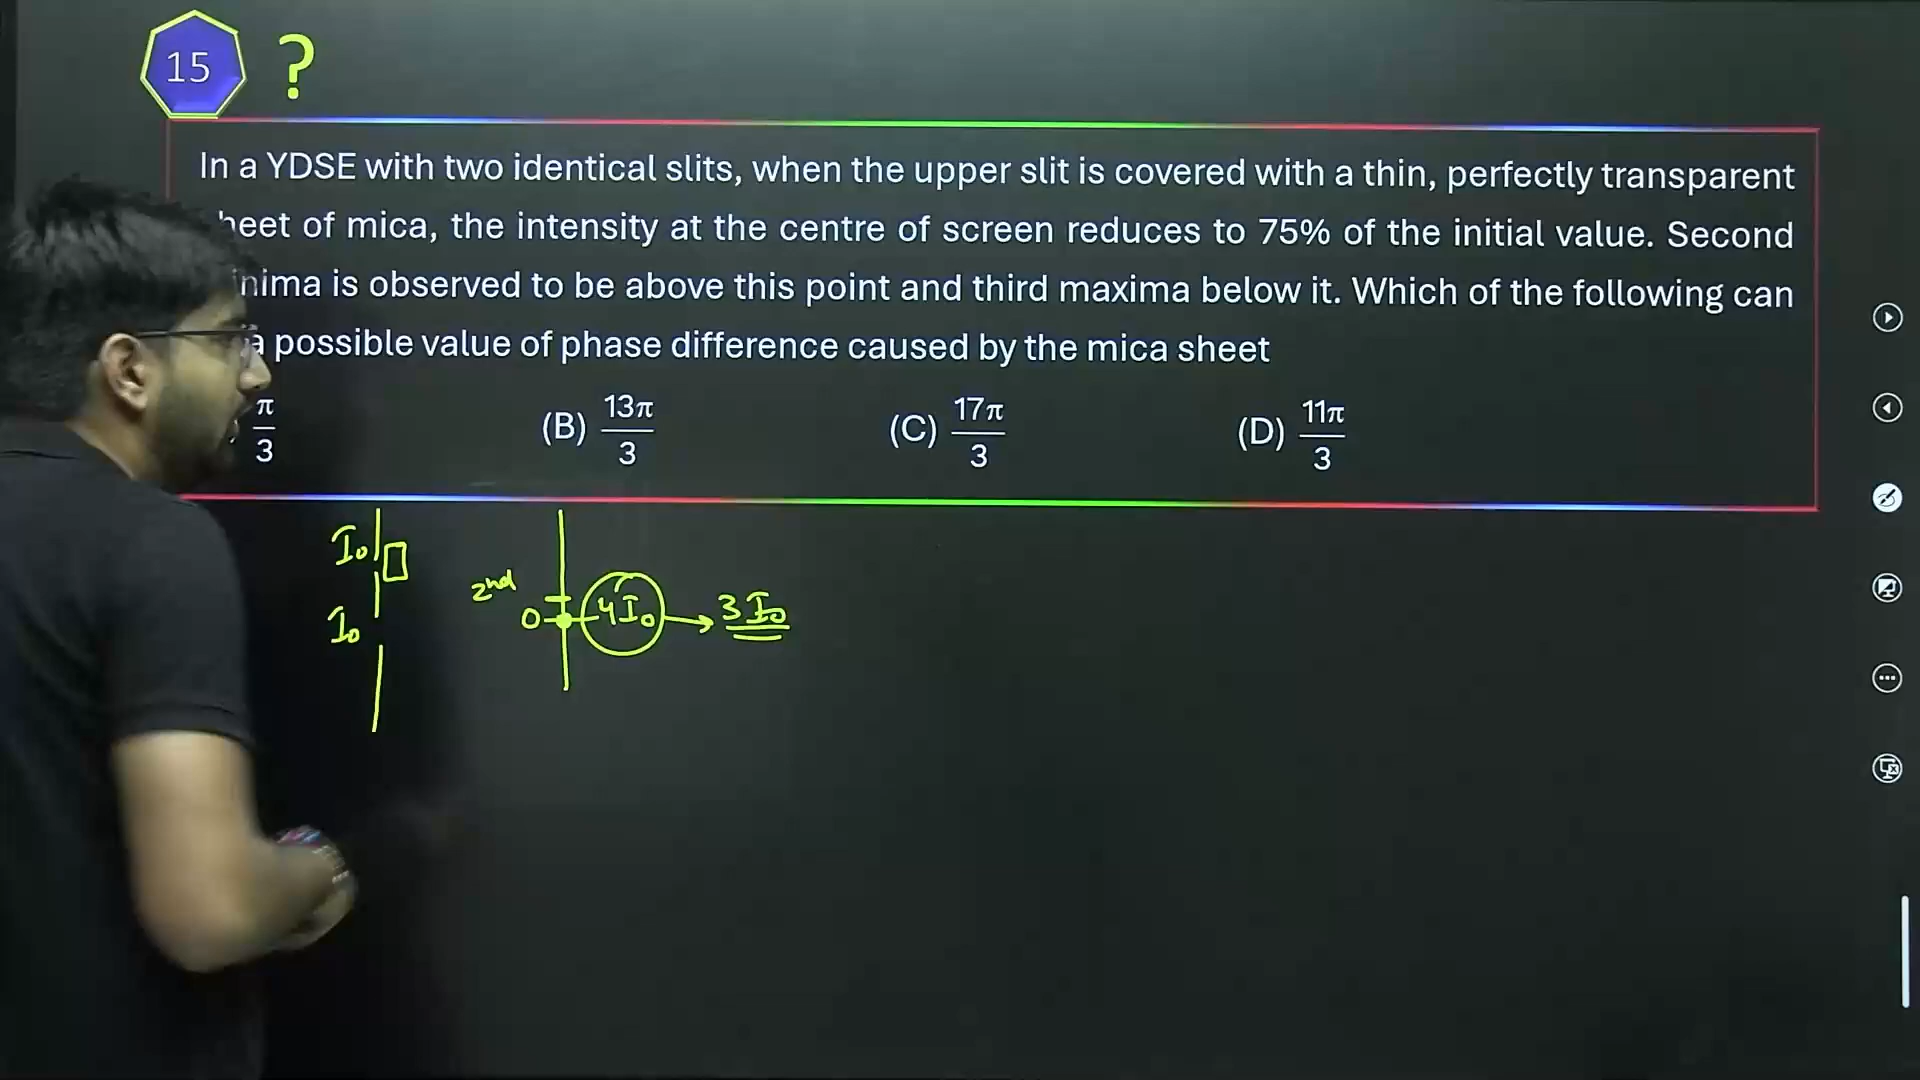 15 ?
In a YDSE with two identical slits, when the upper slit is covered with a thin, perfectly transparent
heet of mica, the intensity at the centre of screen reduces to 75% of the initial value. Second
inima is observed to be above this point and third maxima below it. Which of the following can
a possible value of phase difference caused by the mica sheet
π/3 (B) 13π/3 (C) 17π/3 (D) 11π/3
I₀
2nd
O 4I₀ → 3I₀
I₀